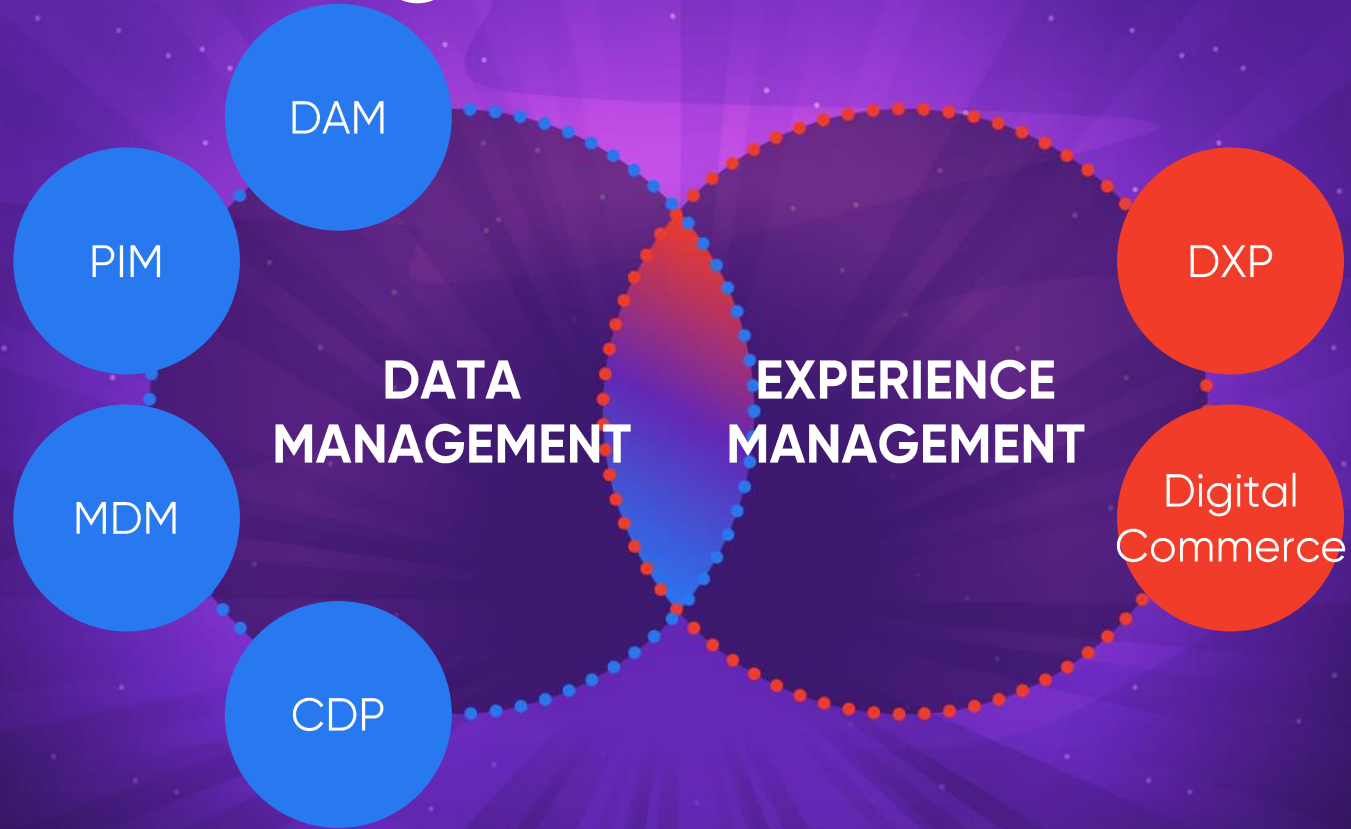 DAM
PIM
MDM
CDP
DATA
MANAGEMENT
EXPERIENCE
MANAGEMENT
DXP
Digital
Commerce